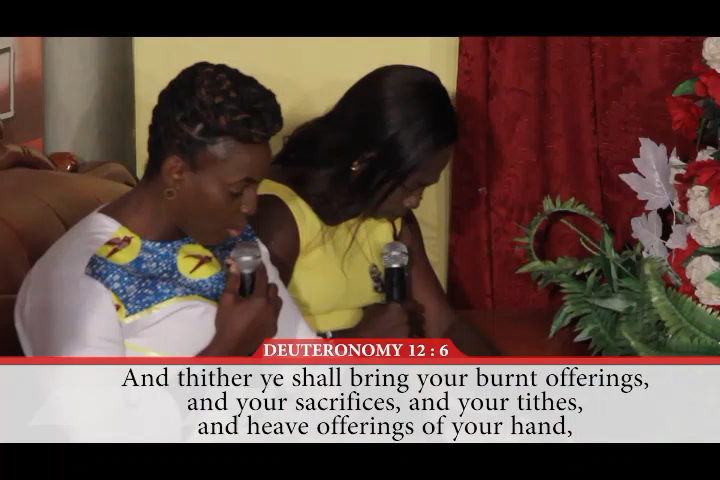 DEUTERONOMY 12 : 6
And thither ye shall bring your burnt offerings,
and your sacrifices, and your tithes,
and heave offerings of your hand,